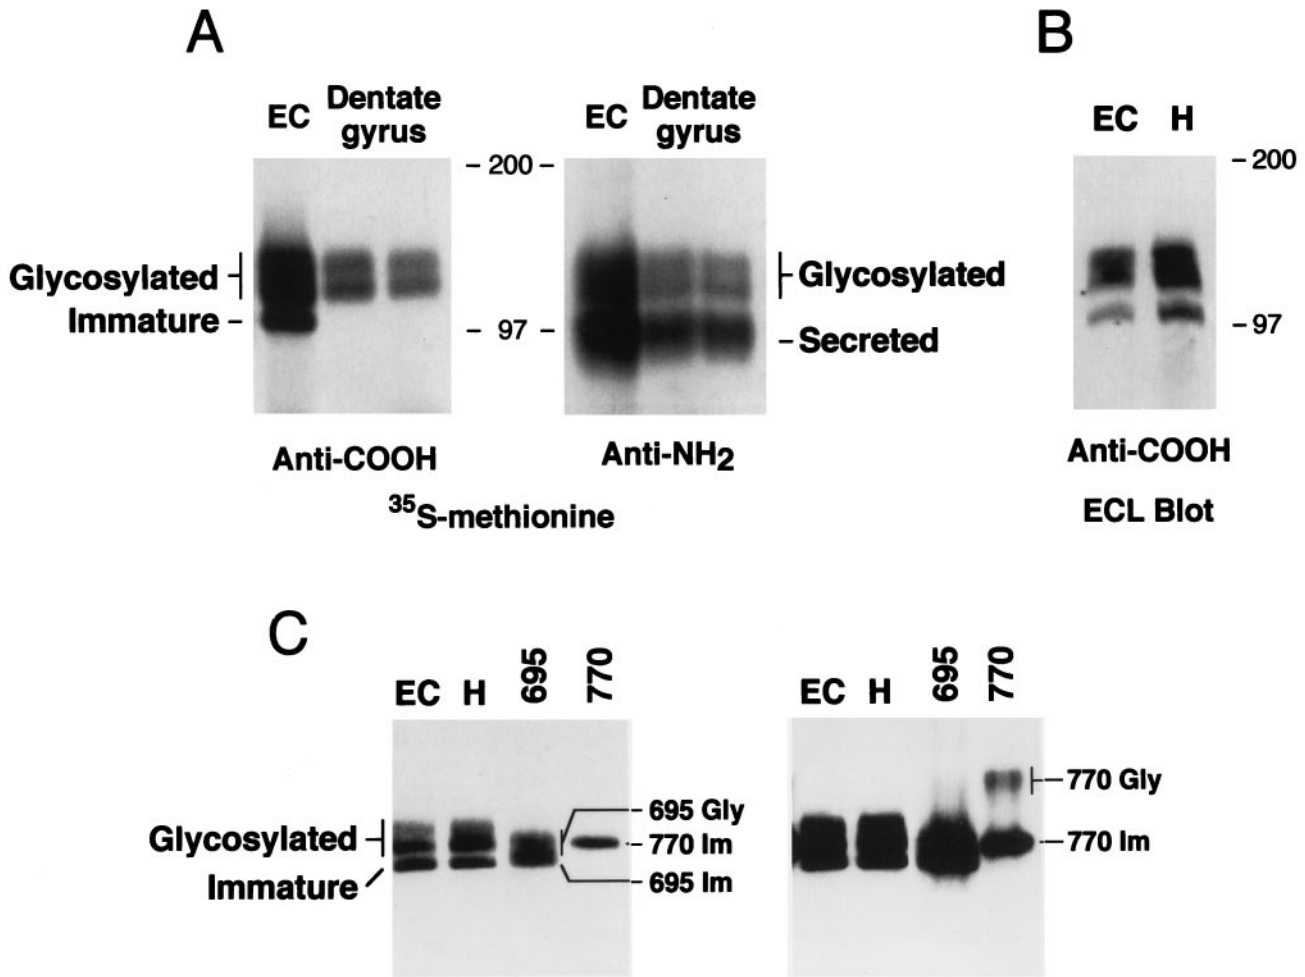 A
B
EC Dentate gyrus
EC Dentate gyrus
EC H
– 200 –
– 200
Glycosylated
Immature –
– 97 –
Glycosylated
– Secreted
– 97
Anti-COOH
Anti-NH2
Anti-COOH
35S-methionine
ECL Blot
C
EC H 695 770
EC H 695 770
Glycosylated
Immature
695 Gly
770 Im
695 Im
770 Gly
770 Im